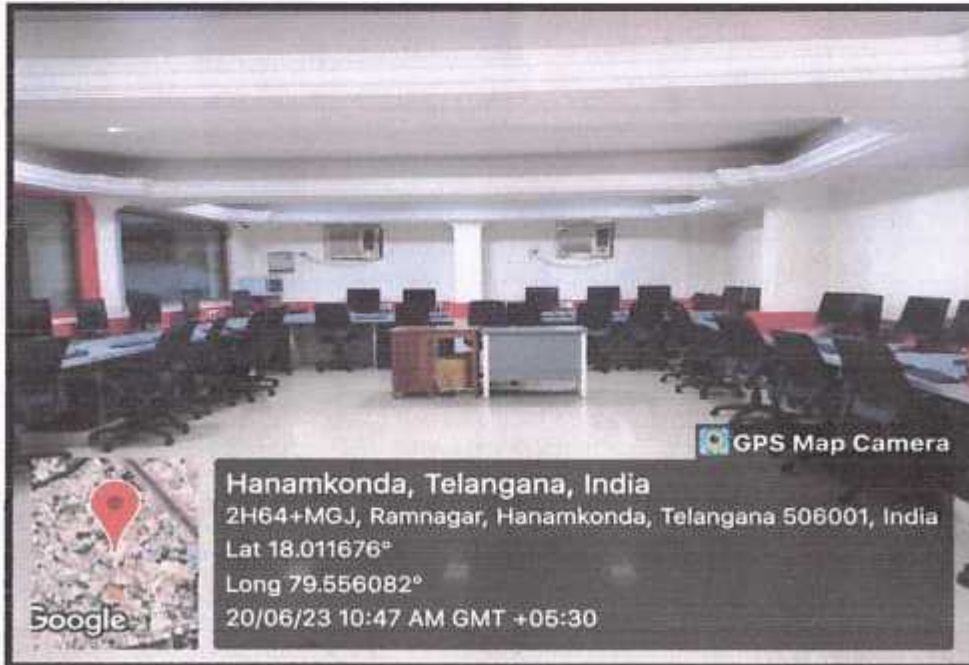 GPS Map Camera
Hanamkonda, Telangana, India
2H64+MGJ, Ramnagar, Hanamkonda, Telangana 506001, India
Lat 18.011676°
Long 79.556082°
20/06/23 10:47 AM GMT +05:30
Google